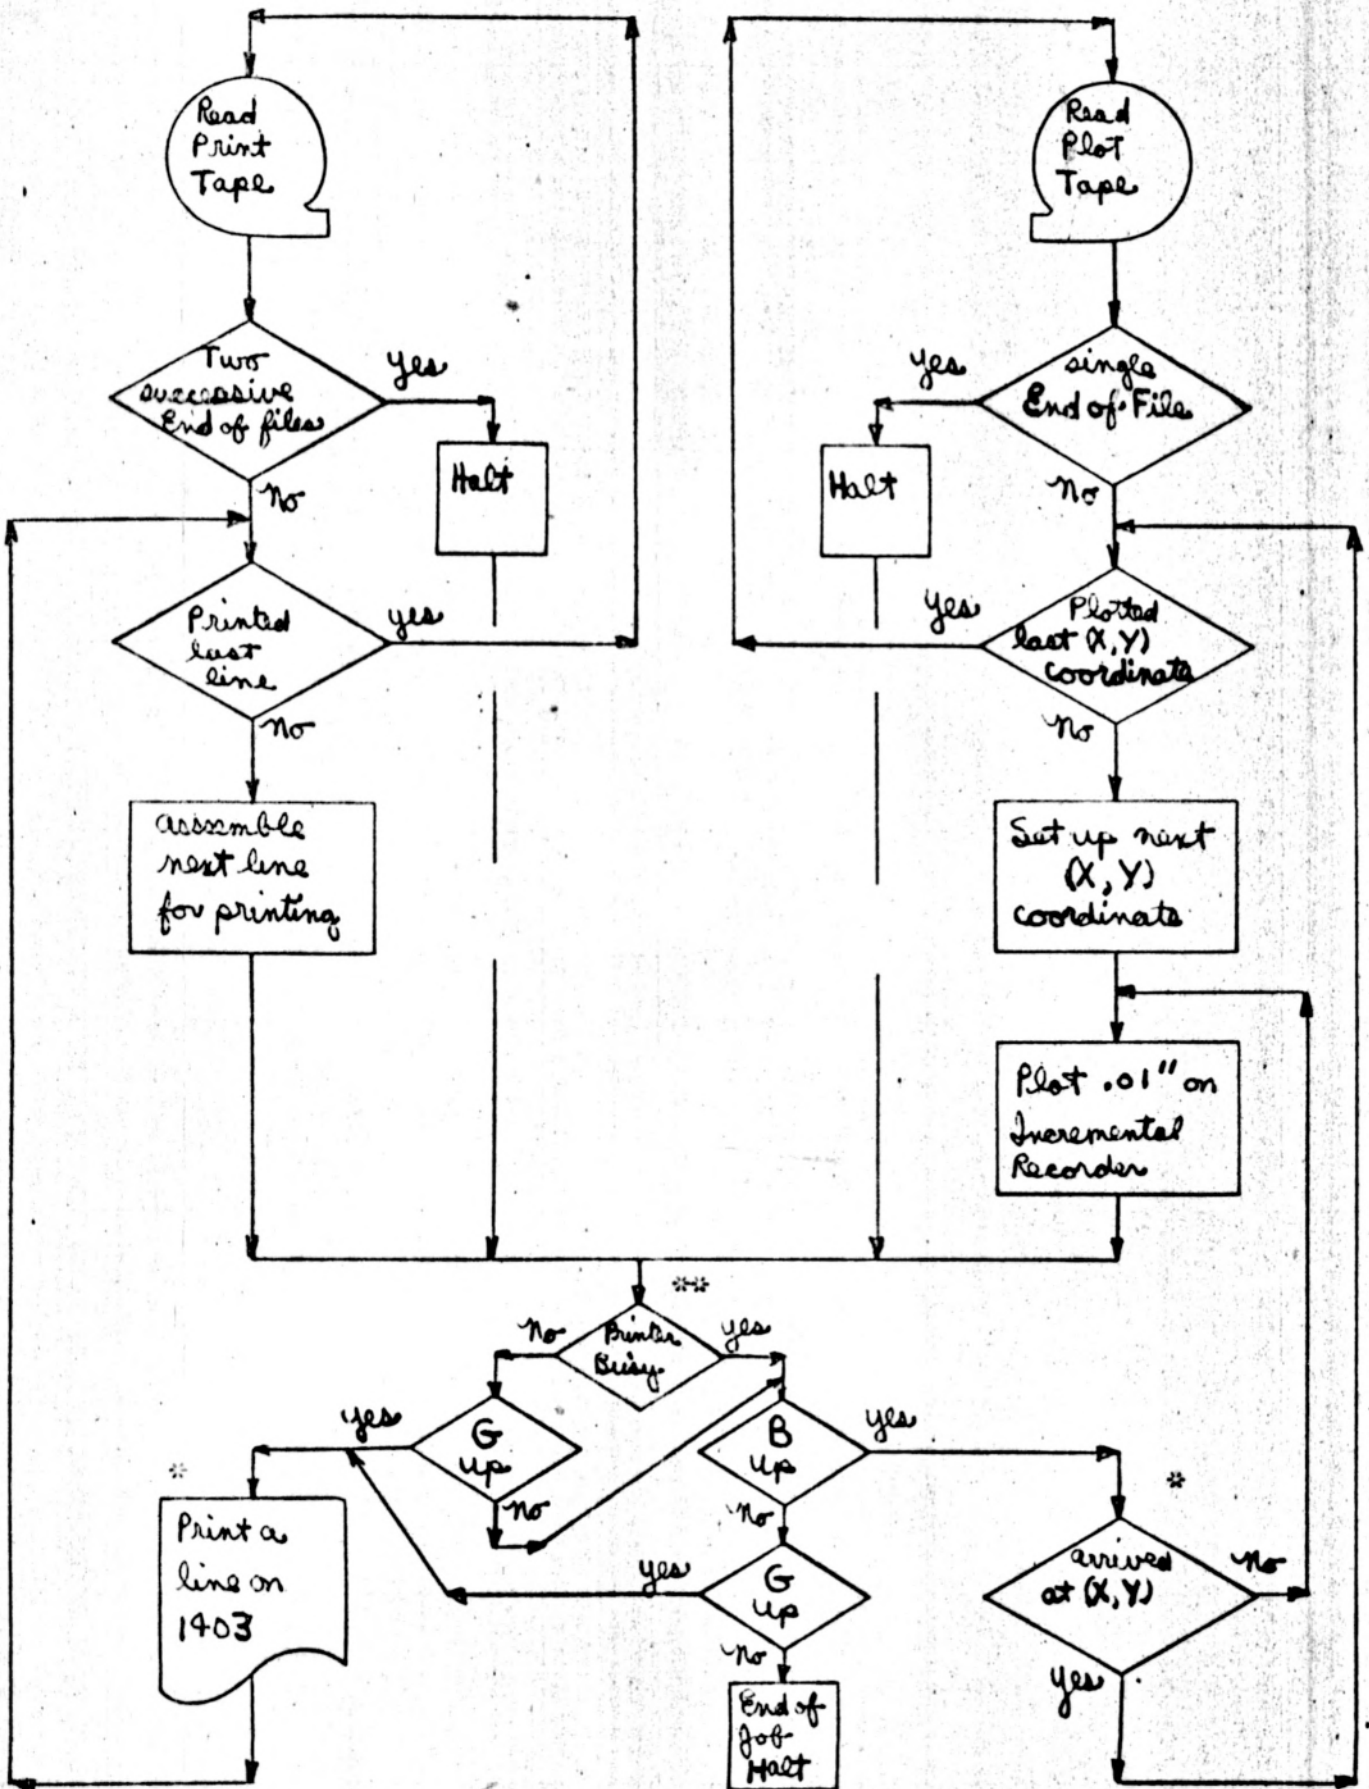 Read
Print
Tape
Two
successive
End of files
yes
No
Halt
Printed
last
line
yes
No
Assemble
next line
for printing
Read
Plot
Tape
single
End of File
yes
No
Halt
Plotted
last (X, Y)
coordinate
yes
No
Set up next
(X, Y)
coordinate
Plot .01" on
Incremental
Recorder
**
Printer
Busy
No
yes
G
up
yes
No
B
up
yes
No
G
up
yes
No
End of
Job
Halt
*
Print a
line on
1403
*
arrived
at (X, Y)
No
yes